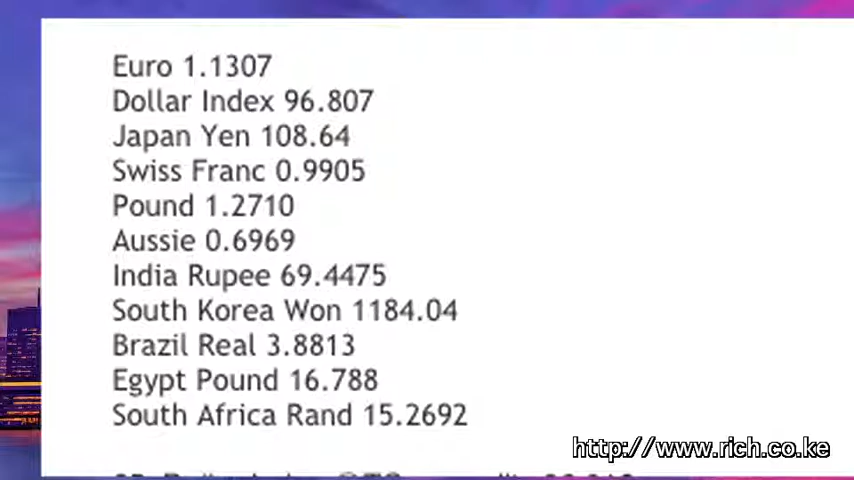 Euro 1.1307
Dollar Index 96.807
Japan Yen 108.64
Swiss Franc 0.9905
Pound 1.2710
Aussie 0.6969
India Rupee 69.4475
South Korea Won 1184.04
Brazil Real 3.8813
Egypt Pound 16.788
South Africa Rand 15.2692
http://www.rich.co.ke